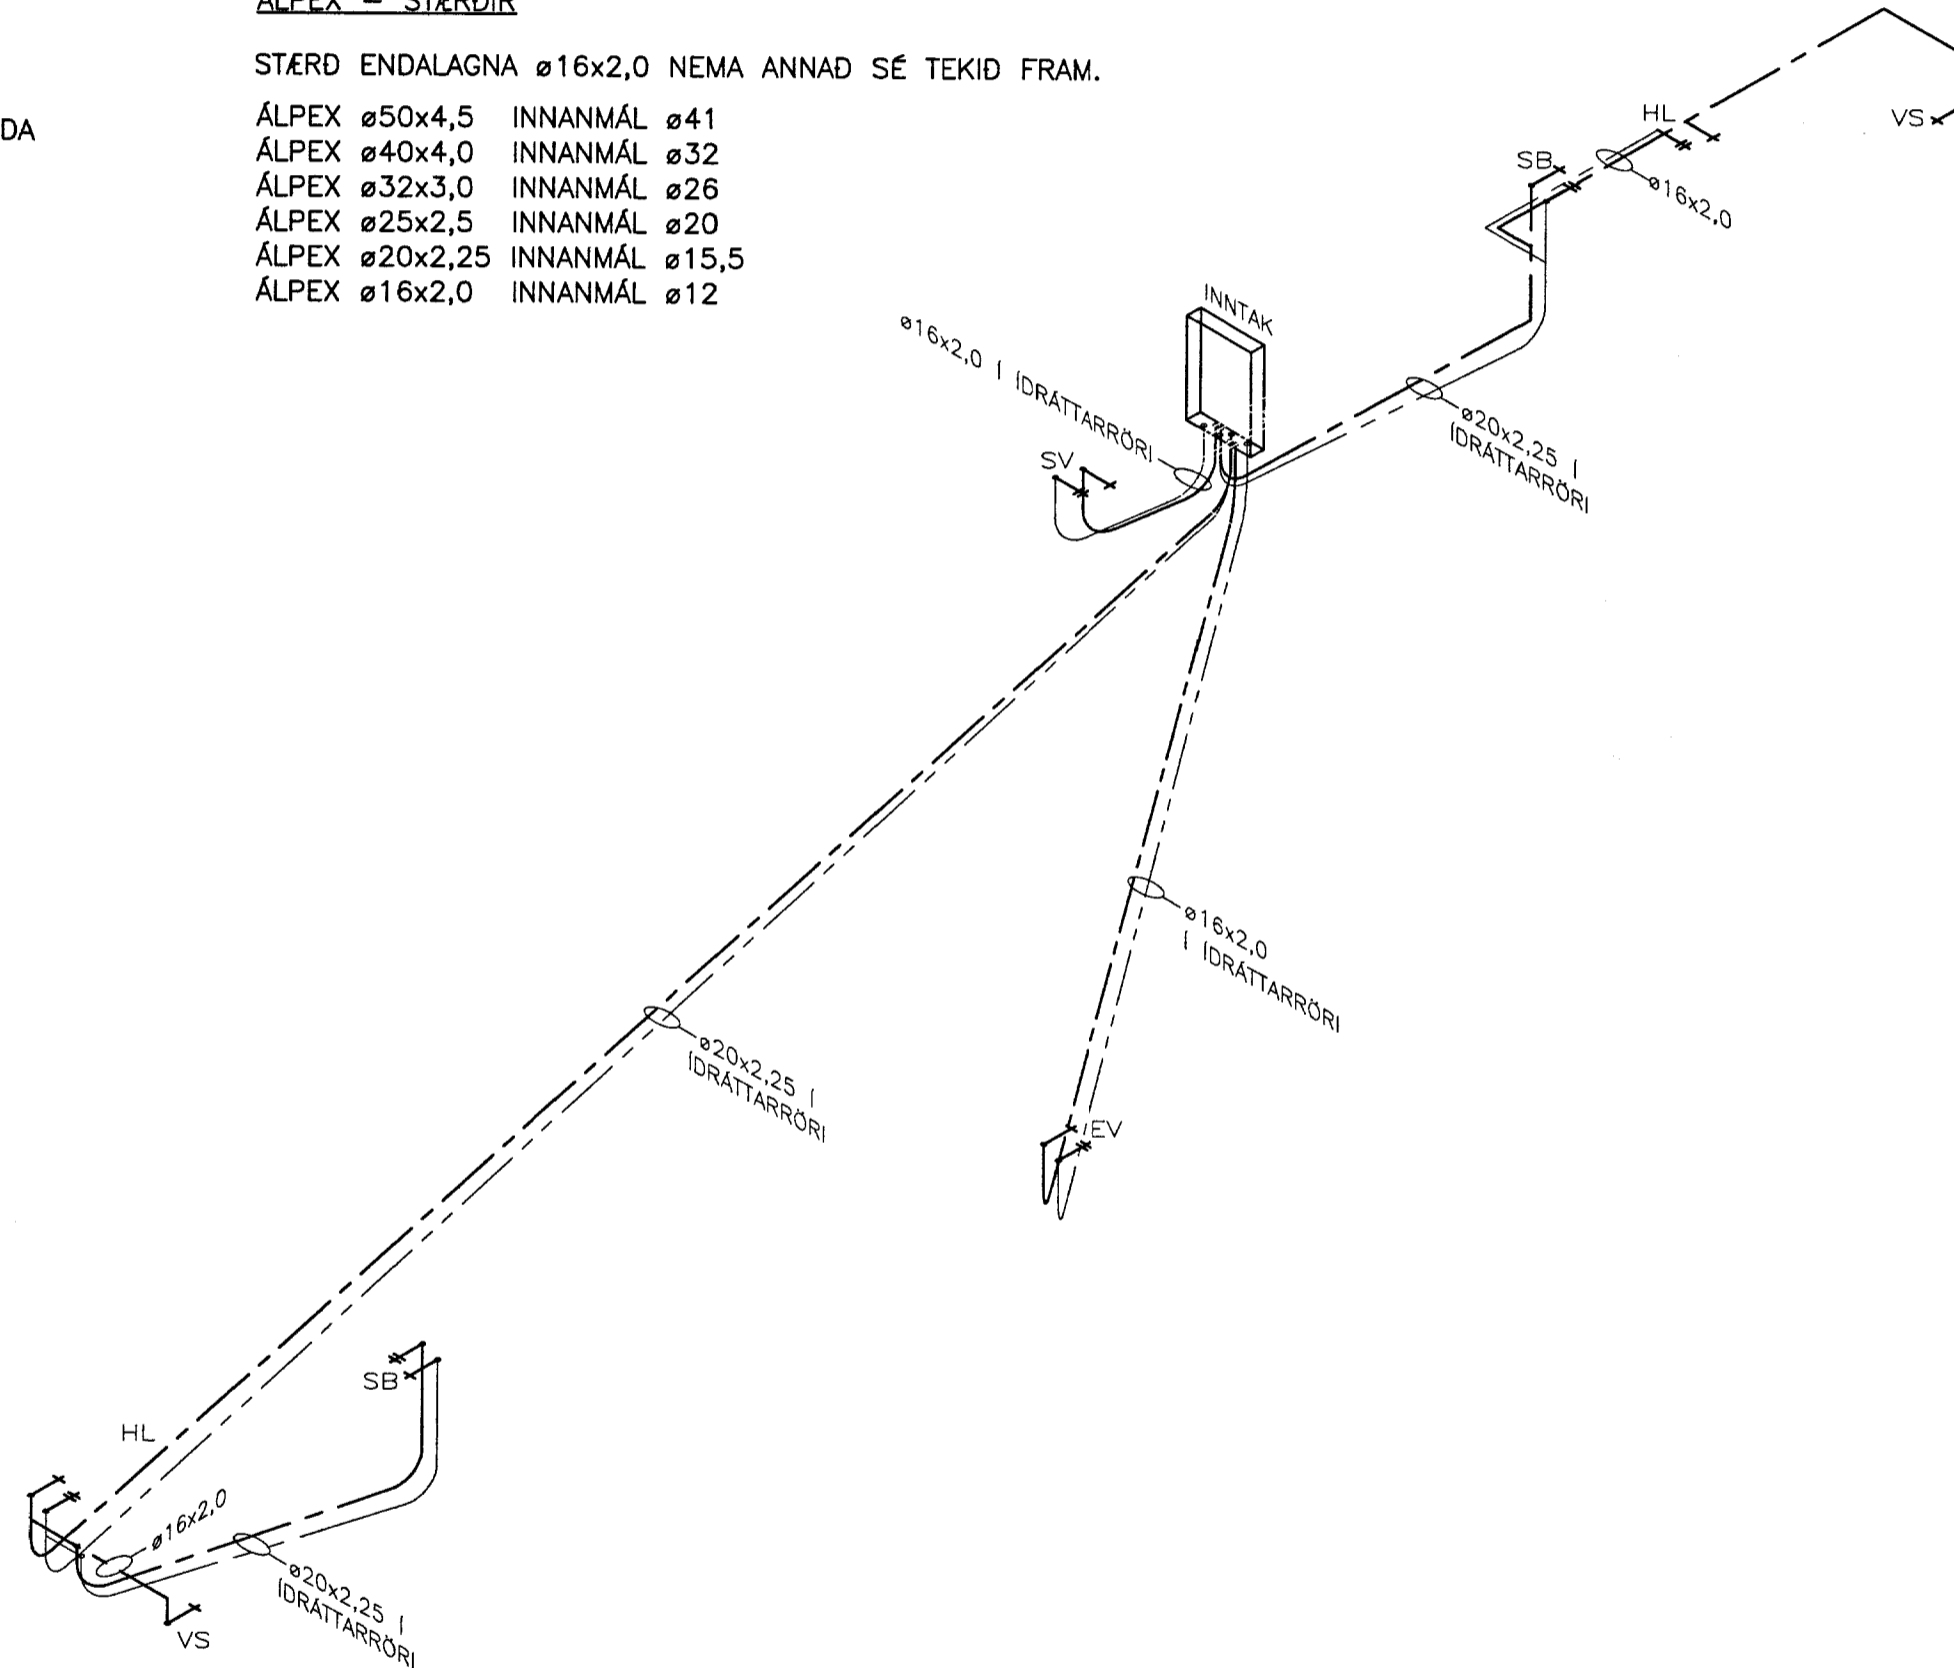 ÁLPEX – STÆRÐIR
STÆRÐ ENDALAGNA ø16x2,0 NEMA ANNAÐ SÉ TEKIÐ FRAM.
DA
ÁLPEX ø50x4,5 INNANMÁL ø41
ÁLPEX ø40x4,0 INNANMÁL ø32
ÁLPEX ø32x3,0 INNANMÁL ø26
ÁLPEX ø25x2,5 INNANMÁL ø20
ÁLPEX ø20x2,25 INNANMÁL ø15,5
ÁLPEX ø16x2,0 INNANMÁL ø12
HL
VS
SB
ø16x2,0
INNTAK
ø16x2,0 Í ÍDRÁTTARRÖRI
ø20x2,25 Í
ÍDRÁTTARRÖRI
SV
ø16x2,0
Í ÍDRÁTTARRÖRI
ø20x2,25 Í
ÍDRÁTTARRÖRI
EV
SB
HL
ø16x2,0
ø20x2,25 Í
ÍDRÁTTARRÖRI
VS